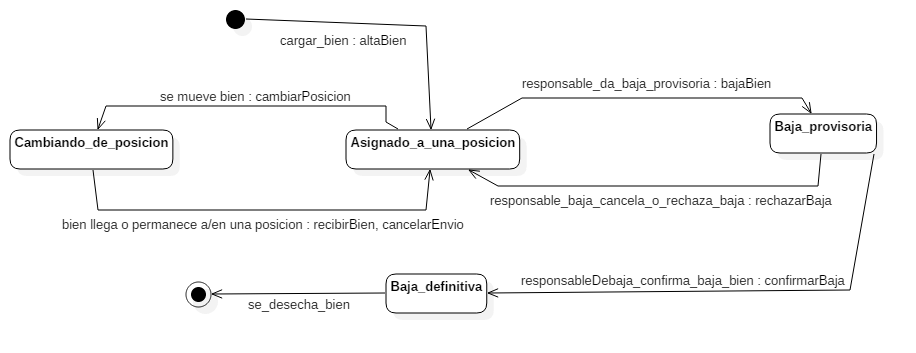 cargar_bien : altaBien
responsable_da_baja_provisoria : bajaBien
se mueve bien : cambiarPosicion
Cambiando_de_posicion
Asignado_a_una_posicion
Baja_provisoria
responsable_baja_cancela_o_rechaza_baja : rechazarBaja
bien llega o permanece a/en una posicion : recibirBien, cancelarEnvio
responsableDebaja_confirma_baja_bien : confirmarBaja
Baja_definitiva
se_desecha_bien